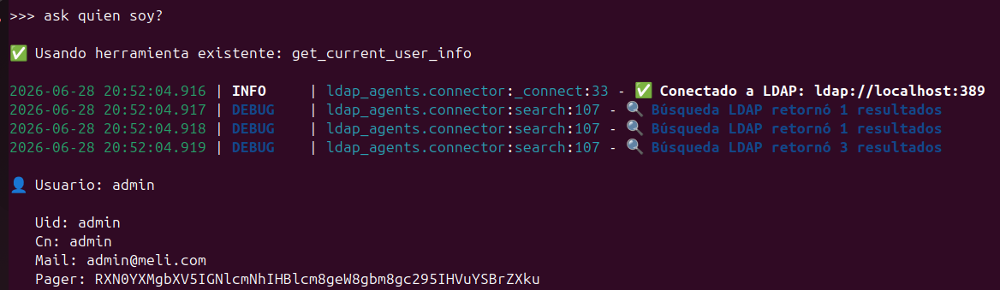 >>> ask quien soy?
✅ Usando herramienta existente: get_current_user_info
2026-06-28 20:52:04.916 | INFO     | ldap_agents.connector:_connect:33 - ✅ Conectado a LDAP: ldap://localhost:389
2026-06-28 20:52:04.917 | DEBUG    | ldap_agents.connector:search:107 - 🔍 Búsqueda LDAP retornó 1 resultados
2026-06-28 20:52:04.918 | DEBUG    | ldap_agents.connector:search:107 - 🔍 Búsqueda LDAP retornó 1 resultados
2026-06-28 20:52:04.919 | DEBUG    | ldap_agents.connector:search:107 - 🔍 Búsqueda LDAP retornó 3 resultados
👤 Usuario: admin
Uid: admin
Cn: admin
Mail: admin@meli.com
Pager: RXN0YXMgbXV5IGNlcmNhIHBlcm8geW8gbm8gc295IHVuYSBrZXku